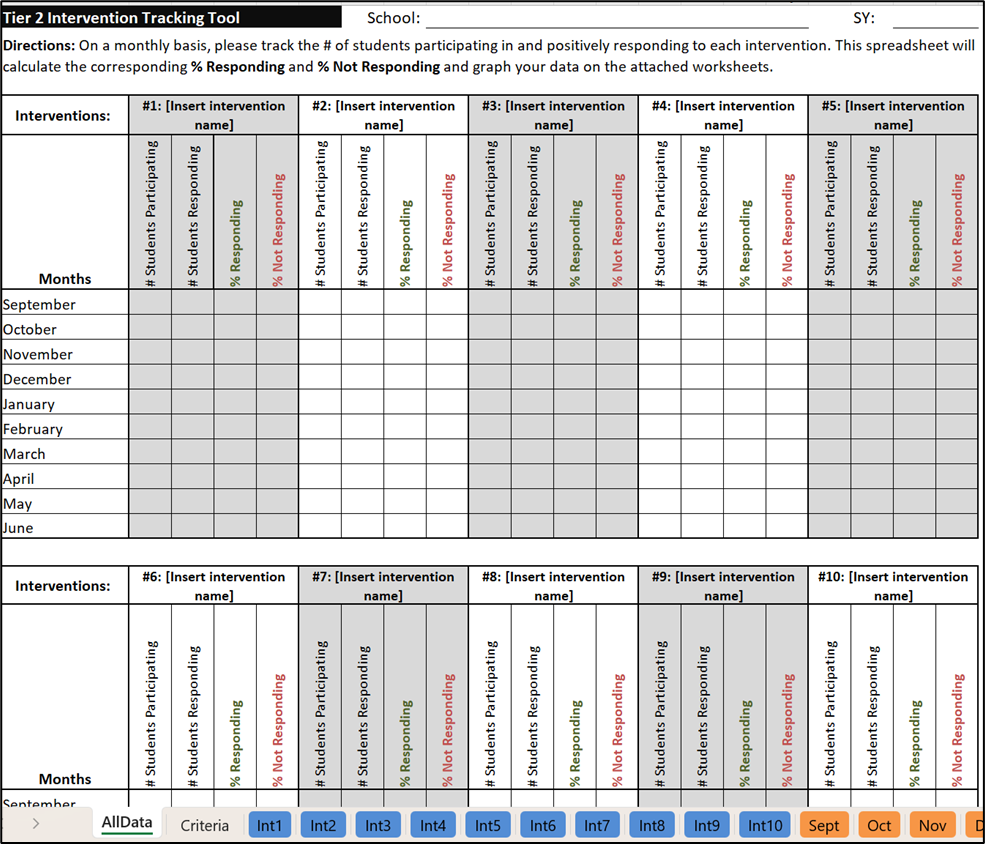 Tier 2 Intervention Tracking Tool School: SY:
Directions: On a monthly basis, please track the # of students participating in and positively responding to each intervention. This spreadsheet will
calculate the corresponding % Responding and % Not Responding and graph your data on the attached worksheets.
Interventions:
#1: [Insert intervention
name]
#2: [Insert intervention
name]
#3: [Insert intervention
name]
#4: [Insert intervention
name]
#5: [Insert intervention
name]
Months
# Students Participating
# Students Responding
% Responding
% Not Responding
# Students Participating
# Students Responding
% Responding
% Not Responding
# Students Participating
# Students Responding
% Responding
% Not Responding
# Students Participating
# Students Responding
% Responding
% Not Responding
# Students Participating
# Students Responding
% Responding
% Not Responding
September
October
November
December
January
February
March
April
May
June
Interventions:
#6: [Insert intervention
name]
#7: [Insert intervention
name]
#8: [Insert intervention
name]
#9: [Insert intervention
name]
#10: [Insert intervention
name]
Months
# Students Participating
# Students Responding
% Responding
% Not Responding
# Students Participating
# Students Responding
% Responding
% Not Responding
# Students Participating
# Students Responding
% Responding
% Not Responding
# Students Participating
# Students Responding
% Responding
% Not Responding
# Students Participating
# Students Responding
% Responding
% Not Responding
September
AllData Criteria Int1 Int2 Int3 Int4 Int5 Int6 Int7 Int8 Int9 Int10 Sept Oct Nov